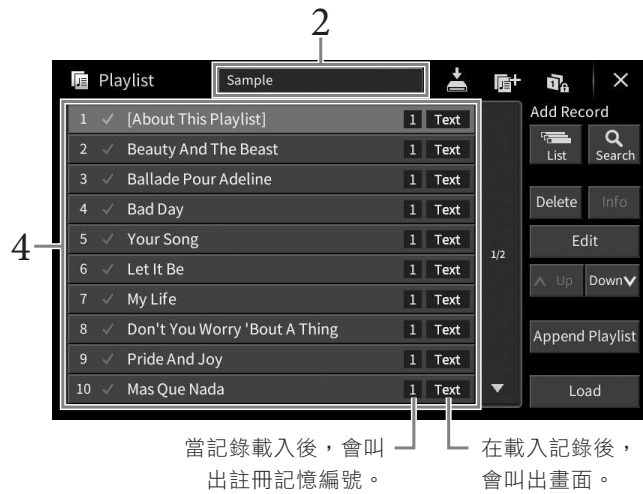 2
Playlist Sample
Add Record
1 [About This Playlist] 1 Text
2 Beauty And The Beast 1 Text
3 Ballade Pour Adeline 1 Text
4 Bad Day 1 Text
5 Your Song 1 Text
6 Let It Be 1 Text
7 My Life 1 Text
8 Don't You Worry 'Bout A Thing 1 Text
9 Pride And Joy 1 Text
10 Mas Que Nada 1 Text
1/2
List Search
Delete Info
Edit
Up Down
Append Playlist
Load
4
當記錄載入後，會叫
出註冊記憶編號。
在載入記錄後，
會叫出畫面。